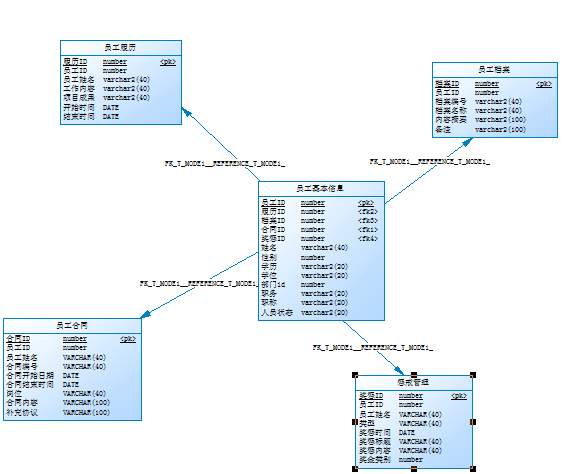 员工履历
履历ID number <pk>
员工ID number
员工姓名 varchar2(40)
工作内容 varchar2(40)
项目成果 varchar2(40)
开始时间 DATE
结束时间 DATE
员工档案
档案ID number <pk>
员工ID number
档案编号 varchar2(40)
档案名称 varchar2(40)
内容摘要 varchar2(100)
备注 varchar2(100)
FK_T_MODE1__REFERENCE_T_MODE1_
FK_T_MODE1__REFERENCE_T_MODE1_
员工基本信息
员工ID number <pk>
履历ID number <fk2>
档案ID number <fk3>
合同ID number <fk1>
奖惩ID number <fk4>
姓名 varchar2(40)
性别 number
学历 varchar2(20)
学位 varchar2(20)
部门id number
职务 varchar2(20)
职称 varchar2(20)
人员状态 varchar2(20)
FK_T_MODE1__REFERENCE_T_MODE1_
FK_T_MODE1__REFERENCE_T_MODE1_
员工合同
合同ID number <pk>
员工ID number
员工姓名 VARCHAR(40)
合同编号 VARCHAR(40)
合同开始日期 DATE
合同结束时间 DATE
岗位 VARCHAR(40)
合同内容 VARCHAR(100)
补充协议 VARCHAR(100)
惩戒管理
奖惩ID number <pk>
员工ID number
员工姓名 VARCHAR(40)
类型 VARCHAR(40)
奖惩时间 DATE
奖惩标题 VARCHAR(40)
奖惩内容 VARCHAR(40)
奖金类别 number